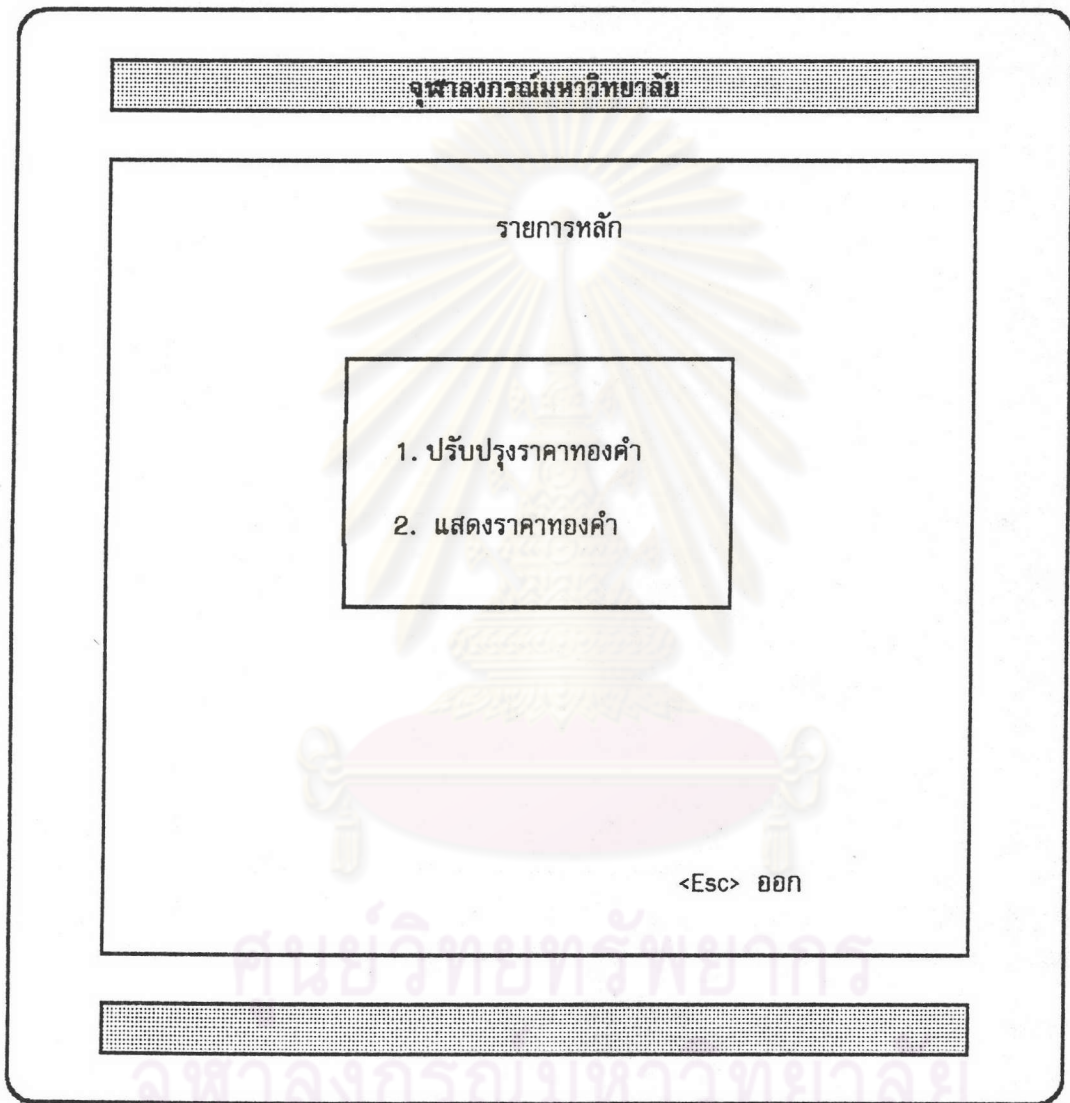 จุฬาลงกรณ์มหาวิทยาลัย
รายการหลัก
1. ปรับปรุงราคาทองคำ
2. แสดงราคาทองคำ
<Esc> ออก
ศูนย์วิทยทรัพยากร
จุฬาลงกรณ์มหาวิทยาลัย